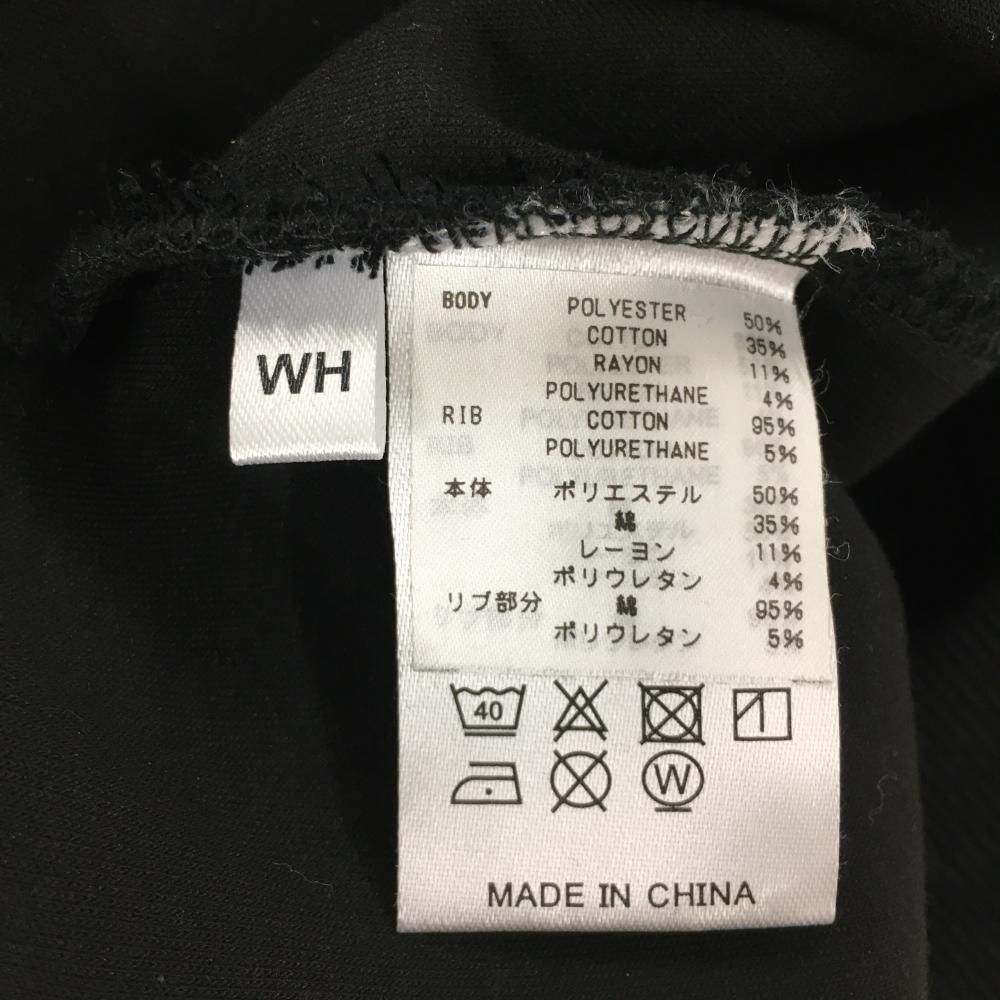 WH
BODY POLYESTER 50%
COTTON 35%
RAYON 11%
POLYURETHANE 4%
RIB COTTON 95%
POLYURETHANE 5%
本体 ポリエステル 50%
綿 35%
レーヨン 11%
ポリウレタン 4%
リブ部分 綿 95%
ポリウレタン 5%
40
W
MADE IN CHINA